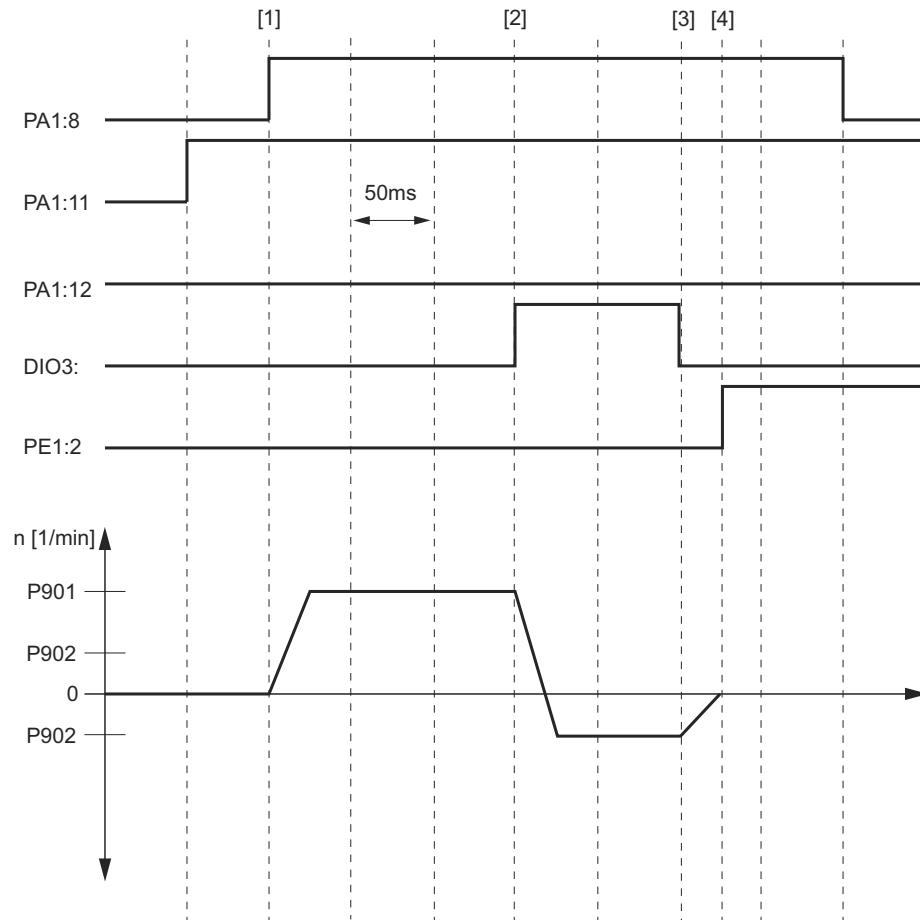 [1] [2] [3] [4]
PA1:8
PA1:11
50ms
PA1:12
DIO3:
PE1:2
n [1/min]
P901
P902
0
P902